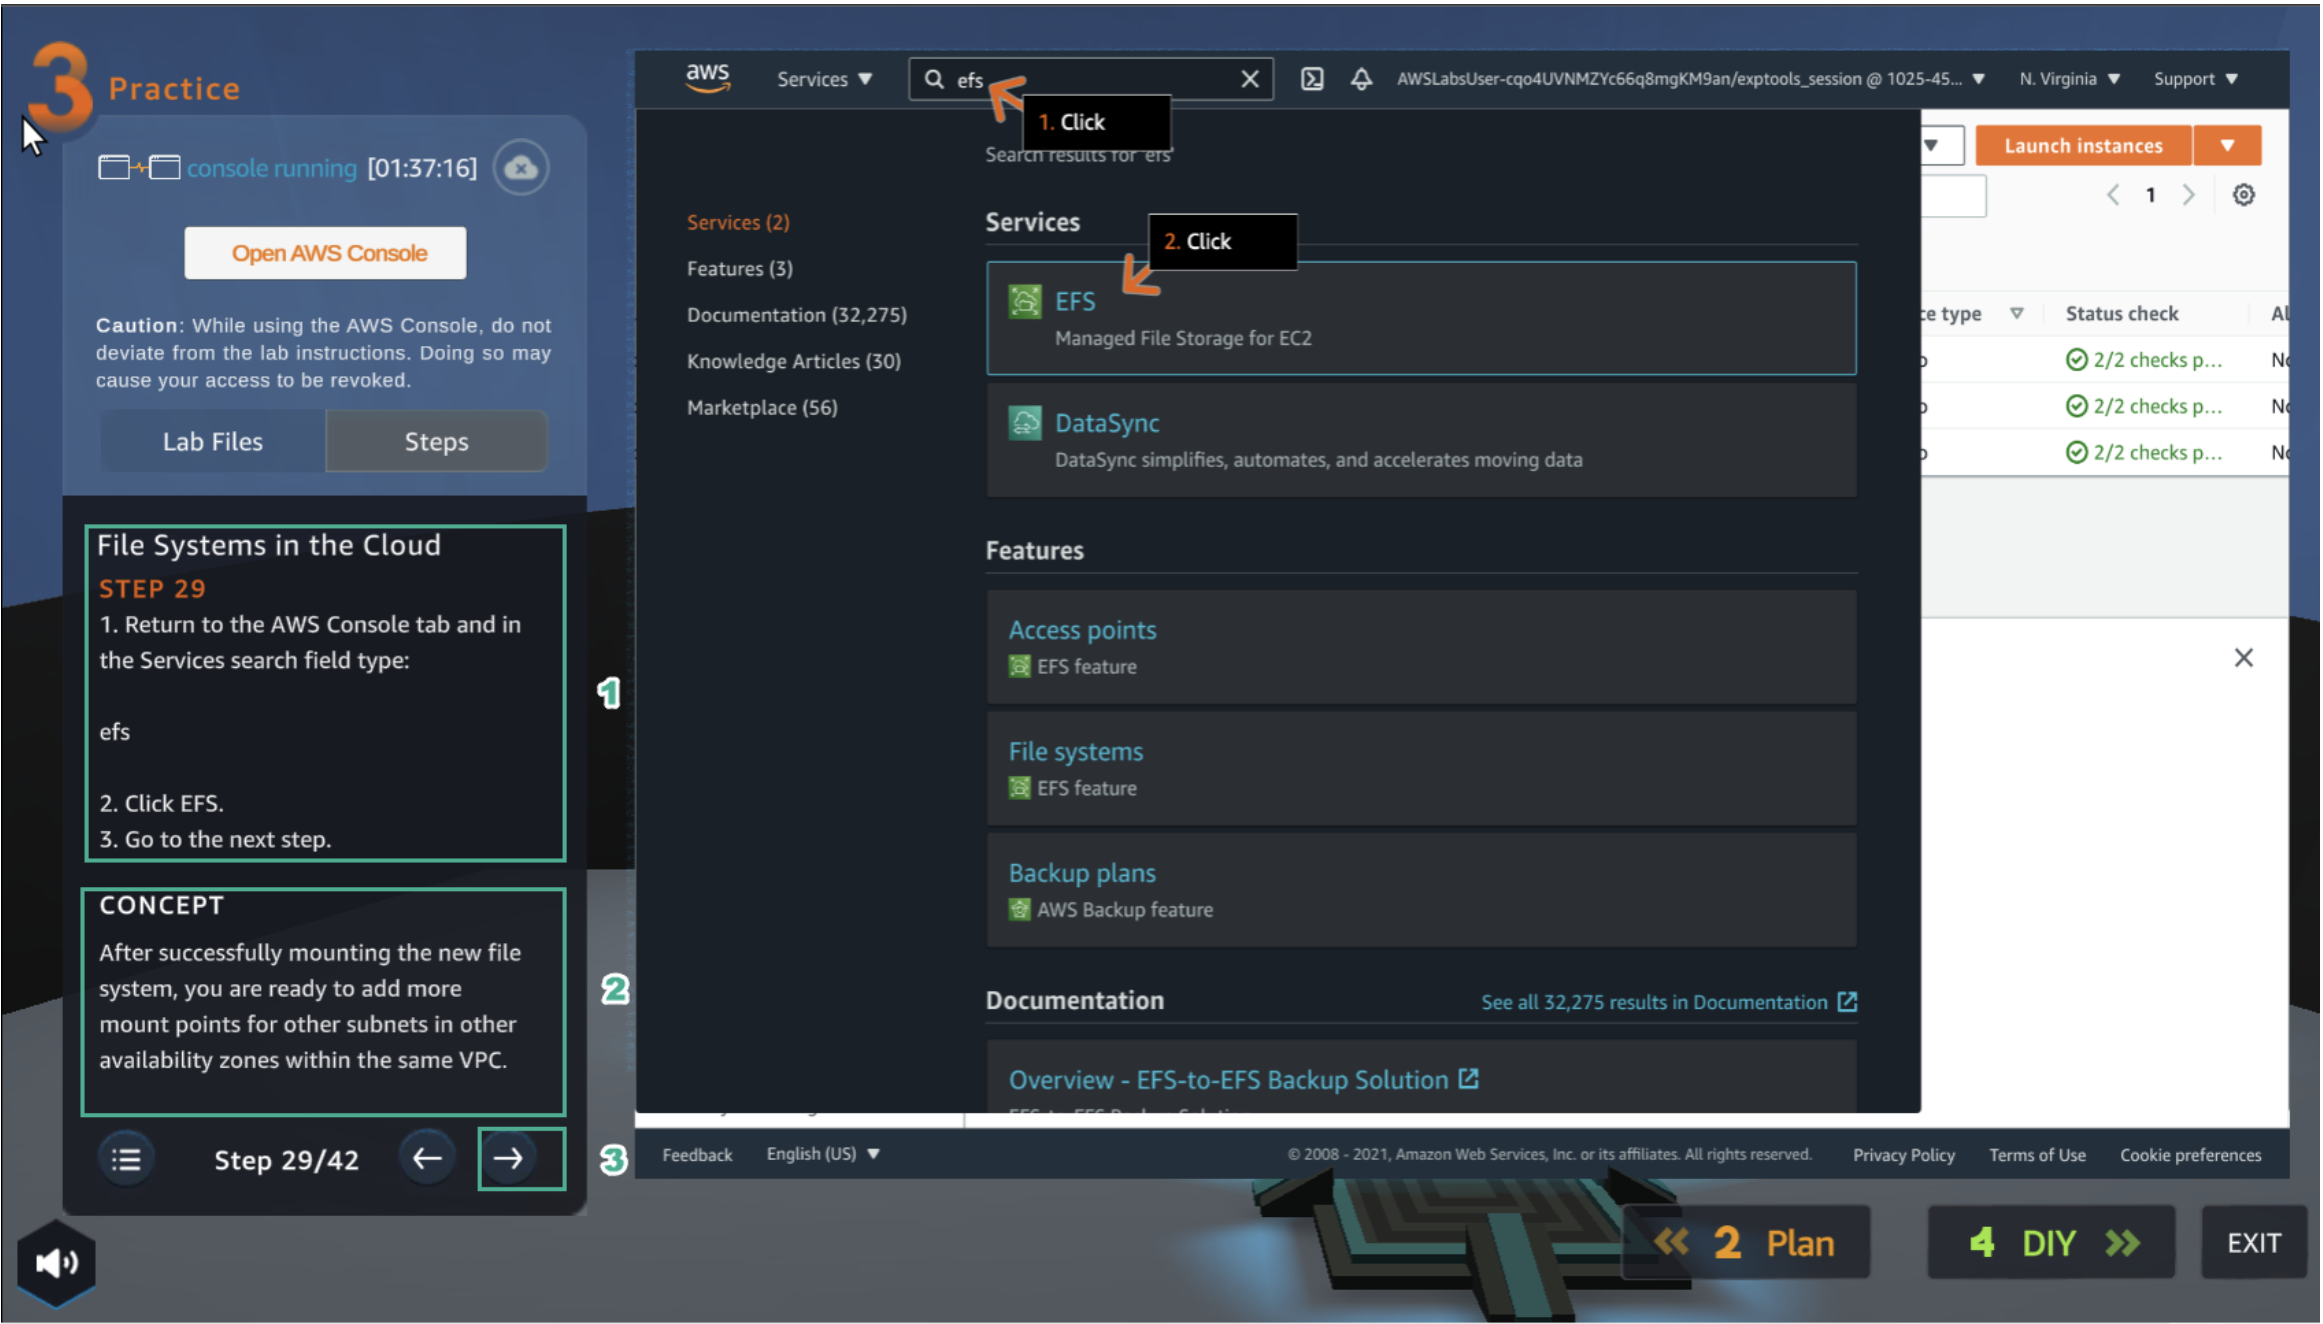 3 Practice
console running [01:37:16]
Open AWS Console
Caution: While using the AWS Console, do not
deviate from the lab instructions. Doing so may
cause your access to be revoked.
Lab Files
Steps
File Systems in the Cloud
STEP 29
1. Return to the AWS Console tab and in
the Services search field type:
efs
2. Click EFS.
3. Go to the next step.
1
CONCEPT
After successfully mounting the new file
system, you are ready to add more
mount points for other subnets in other
availability zones within the same VPC.
2
Step 29/42
3
aws
Services
efs
AWSLabsUser-cqo4UVNMZYc66q8mgKM9an/exptools_session @ 1025-45...
N. Virginia
Support
1. Click
Search results for 'efs'
Services (2)
Features (3)
Documentation (32,275)
Knowledge Articles (30)
Marketplace (56)
Services
2. Click
EFS
Managed File Storage for EC2
DataSync
DataSync simplifies, automates, and accelerates moving data
Features
Access points
EFS feature
File systems
EFS feature
Backup plans
AWS Backup feature
Documentation
See all 32,275 results in Documentation
Overview - EFS-to-EFS Backup Solution
Launch instances
1
ce type
Status check
Al
2/2 checks p...
No
2/2 checks p...
No
2/2 checks p...
No
Feedback
English (US)
© 2008 - 2021, Amazon Web Services, Inc. or its affiliates. All rights reserved.
Privacy Policy
Terms of Use
Cookie preferences
2 Plan
4 DIY
EXIT